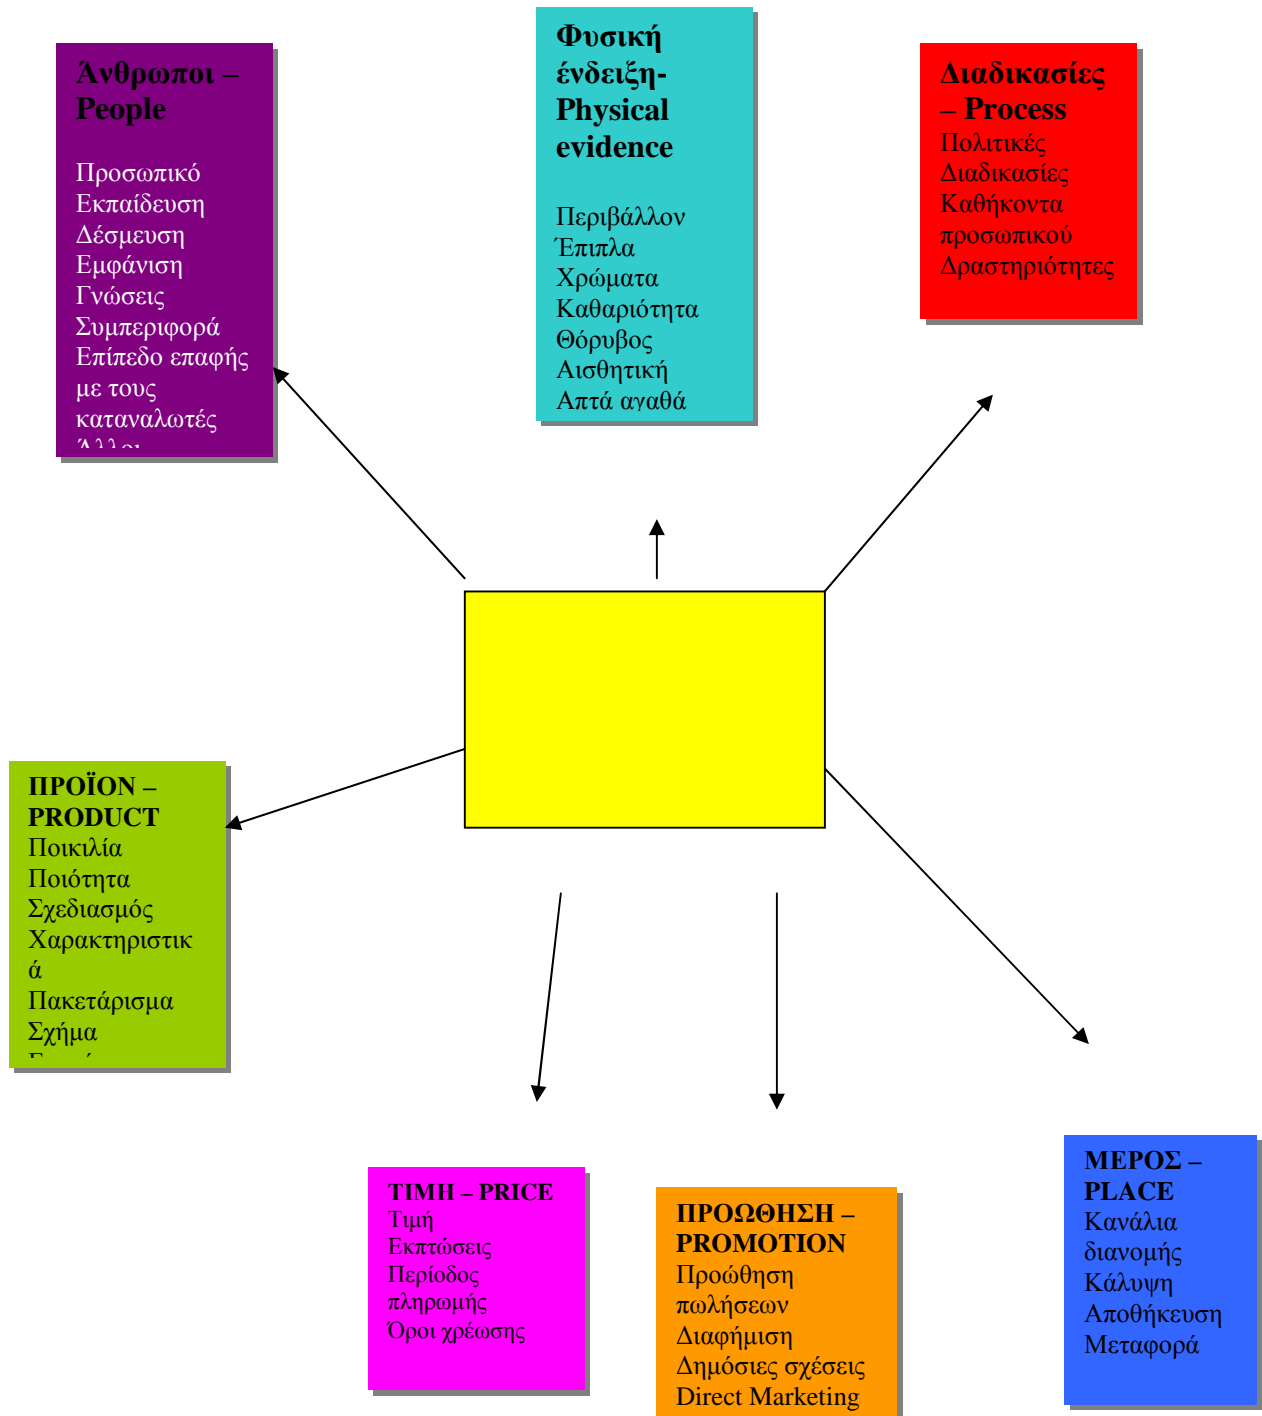 Άνθρωποι –
People
Προσωπικό
Εκπαίδευση
Δέσμευση
Εμφάνιση
Γνώσεις
Συμπεριφορά
Επίπεδο επαφής
με τους
καταναλωτές
Φυσική
ένδειξη-
Physical
evidence
Περιβάλλον
Έπιπλα
Χρώματα
Καθαριότητα
Θόρυβος
Αισθητική
Απτά αγαθά
Διαδικασίες
– Process
Πολιτικές
Διαδικασίες
Καθήκοντα
προσωπικού
Δραστηριότητες
ΠΡΟΪΟΝ –
PRODUCT
Ποικιλία
Ποιότητα
Σχεδιασμός
Χαρακτηριστικ
ά
Πακετάρισμα
Σχήμα
ΤΙΜΗ – PRICE
Τιμή
Εκπτώσεις
Περίοδος
πληρωμής
Όροι χρέωσης
ΠΡΟΩΘΗΣΗ –
PROMOTION
Προώθηση
πωλήσεων
Διαφήμιση
Δημόσιες σχέσεις
Direct Marketing
ΜΕΡΟΣ –
PLACE
Κανάλια
διανομής
Κάλυψη
Αποθήκευση
Μεταφορά